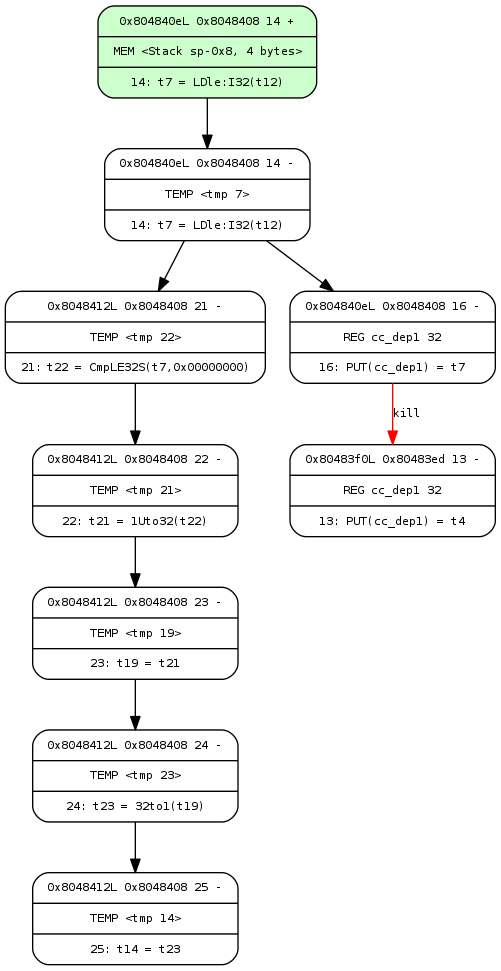 0x804840eL 0x8048408 14 +
MEM <Stack sp-0x8, 4 bytes>
14: t7 = LDle:I32(t12)
0x804840eL 0x8048408 14 -
TEMP <tmp 7>
14: t7 = LDle:I32(t12)
0x8048412L 0x8048408 21 -
TEMP <tmp 22>
21: t22 = CmpLE32S(t7,0x00000000)
0x804840eL 0x8048408 16 -
REG cc_dep1 32
16: PUT(cc_dep1) = t7
kill
0x8048412L 0x8048408 22 -
TEMP <tmp 21>
22: t21 = 1Uto32(t22)
0x80483f0L 0x80483ed 13 -
REG cc_dep1 32
13: PUT(cc_dep1) = t4
0x8048412L 0x8048408 23 -
TEMP <tmp 19>
23: t19 = t21
0x8048412L 0x8048408 24 -
TEMP <tmp 23>
24: t23 = 32to1(t19)
0x8048412L 0x8048408 25 -
TEMP <tmp 14>
25: t14 = t23